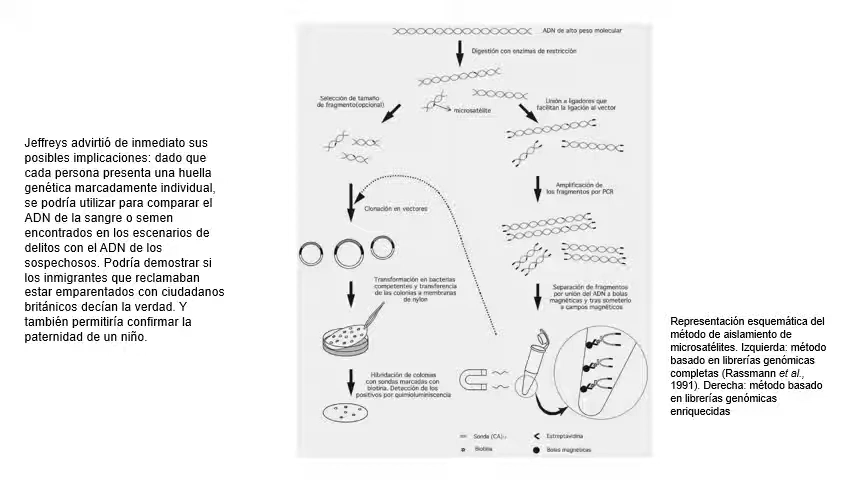 Jeffreys advirtió de inmediato sus
posibles implicaciones: dado que
cada persona presenta una huella
genética marcadamente individual,
se podría utilizar para comparar el
ADN de la sangre o semen
encontrados en los escenarios de
delitos con el ADN de los
sospechosos. Podría demostrar si
los inmigrantes que reclamaban
estar emparentados con ciudadanos
británicos decían la verdad. Y
también permitiría confirmar la
paternidad de un niño.
ADN de alto peso molecular
Digestión con enzimas de restricción
Selección de tamaño
de fragmento(opcional)
microsatélite
Unión a ligadores que
facilitan la ligación al vector
Amplificación de
los fragmentos por PCR
Clonación en vectores
Transformación en bacterias
competentes y transferencia
de las colonias a membranas
de nylon
Separación de fragmentos
por unión del ADN a bolas
magnéticas y tras someterlo
a campos magnéticos.
Hibridación de colonias
con sondas marcadas con
biotina. Detección de los
positivos por quimioluminiscencia
Sonda (CA)
Estreptavidina
Biotina
Bolas magnéticas
Representación esquemática del
método de aislamiento de
microsatélites. Izquierda: método
basado en librerías genómicas
completas (Rassmann et al.,
1991). Derecha: método basado
en librerías genómicas
enriquecidas